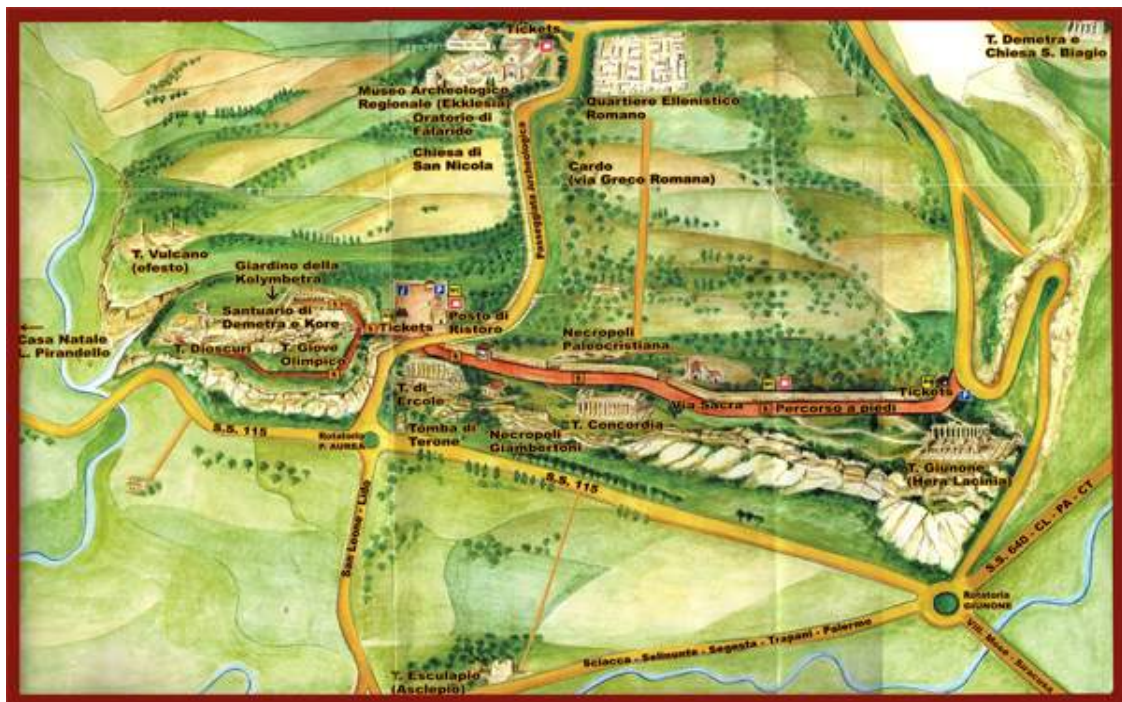 Tickets
T. Demetra e
Chiesa S. Biagio
Museo Archeologico
Regionale (Ekklesia)
Oratorio di
Falaride
Quartiere Ellenistico
Romano
Chiesa di
San Nicola
Passeggiata Archeologica
Cardo
(via Greco Romana)
T. Vulcano
(efesto)
Giardino della
Kolymbetra
Santuario di
Demetra e Kore
Tickets
Posto di
Ristoro
Casa Natale
L. Pirandello
T. Dioscuri
T. Giove
Olimpico
Necropoli
Paleocristiana
T. di
Ercole
Via Sacra
Percorso a piedi
Tickets
T. Concordia
Tomba di
Terone
Necropoli
Giambertoni
S.S. 115
Rotatoria
P. AUREA
T. Giunone
(Hera Lacinia)
S.S. 115
San Leone - Lido
S.S. 640 - CL - PA - CT
Rotatoria
GIUNONE
Vill. Mosè - Siracusa
Sciacca - Selinunte - Segesta - Trapani - Palermo
T. Esculapio
(Asclepio)